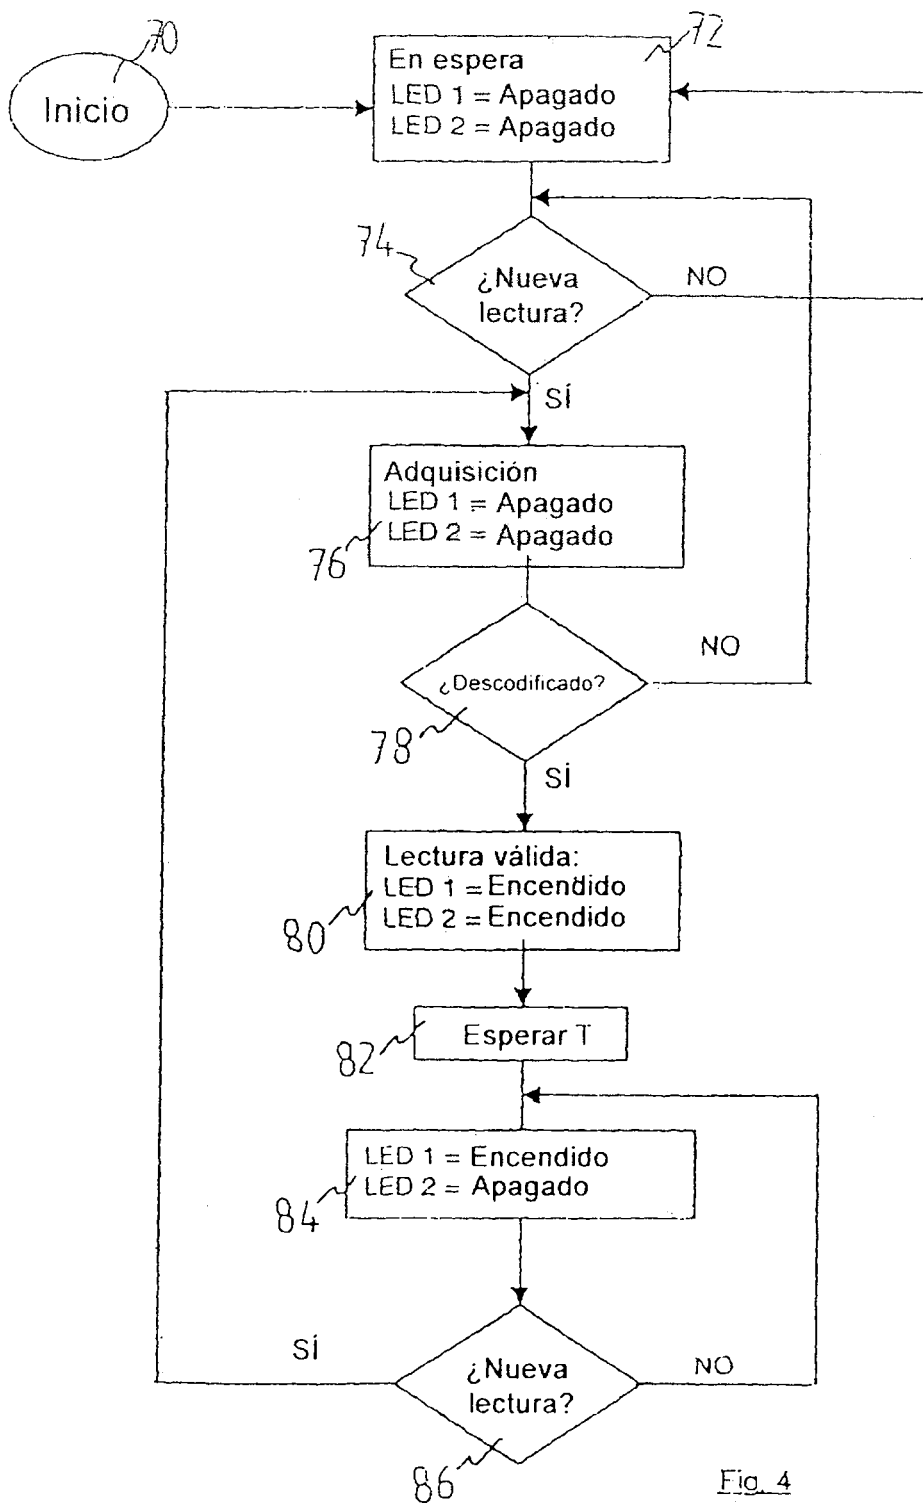 70
Inicio
72
En espera
LED 1 = Apagado
LED 2 = Apagado
74
¿Nueva
lectura?
NO
SÍ
Adquisición
LED 1 = Apagado
LED 2 = Apagado
76
¿Descodificado?
NO
78
SÍ
Lectura válida:
LED 1 = Encendido
LED 2 = Encendido
80
Esperar T
82
LED 1 = Encendido
LED 2 = Apagado
84
SÍ
¿Nueva
lectura?
NO
86
Fig. 4